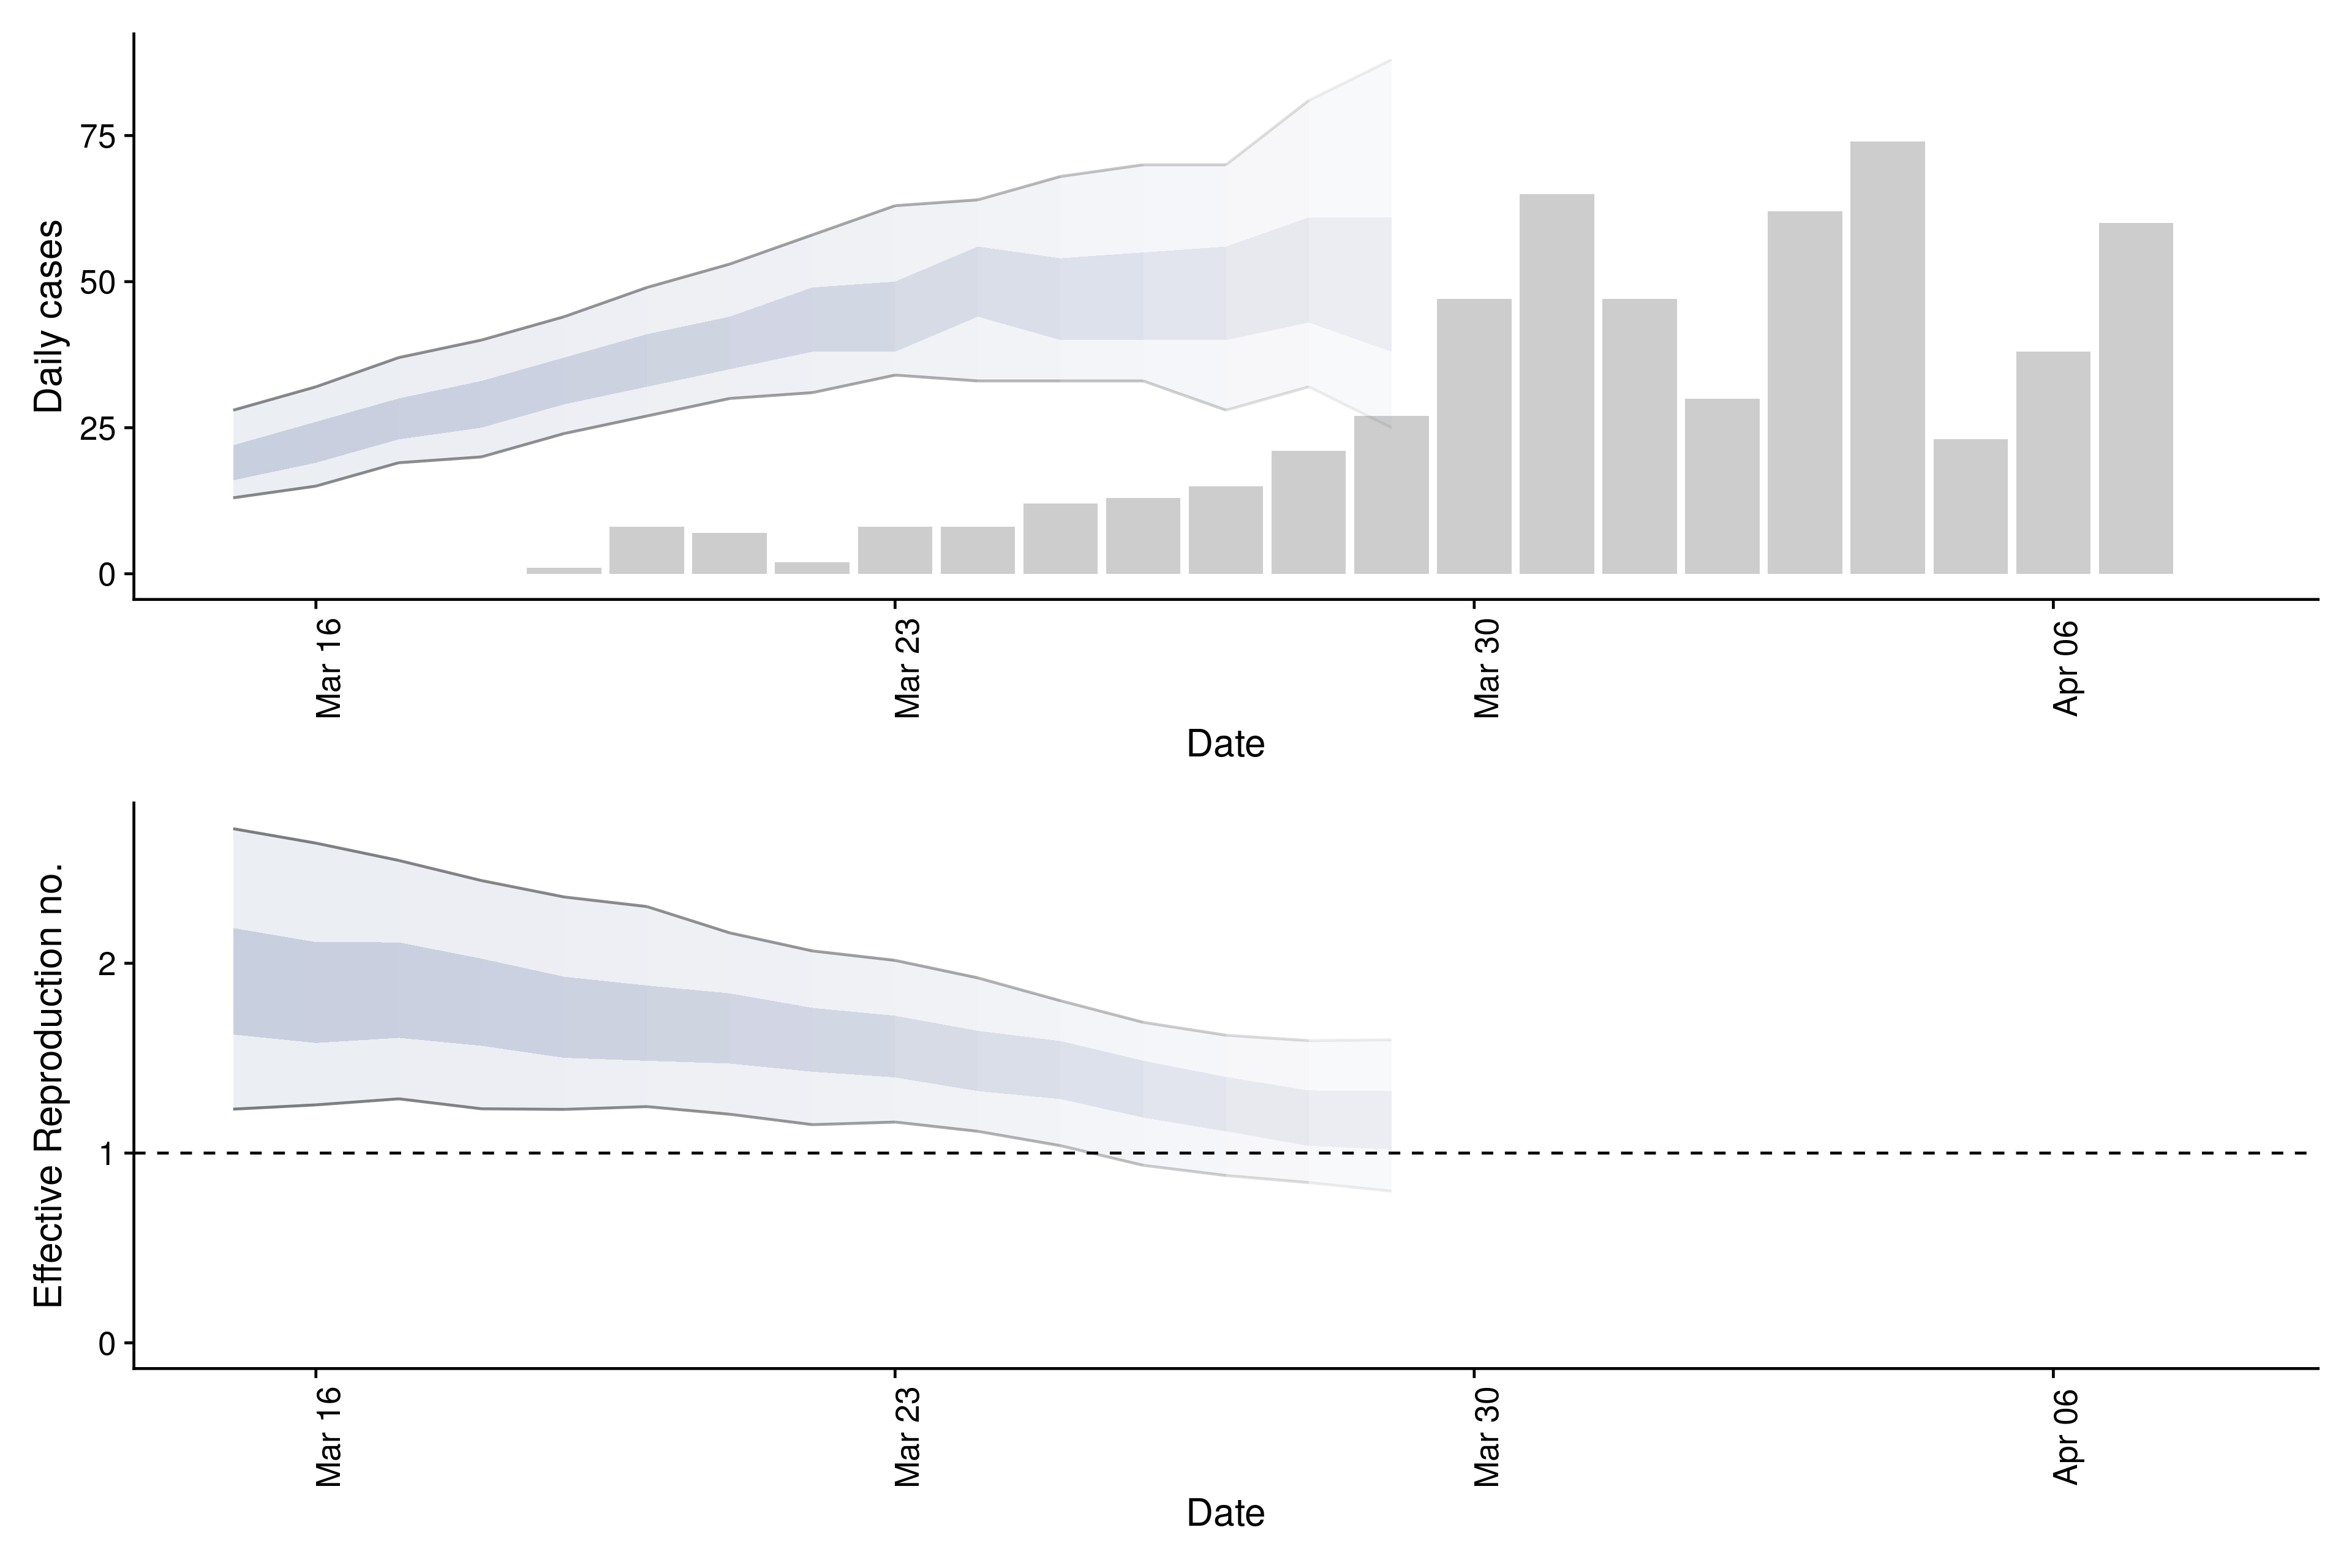 Daily cases
75
50
25
0
Mar 16
Mar 23
Mar 30
Apr 06
Date
Effective Reproduction no.
2
1
0
Mar 16
Mar 23
Mar 30
Apr 06
Date